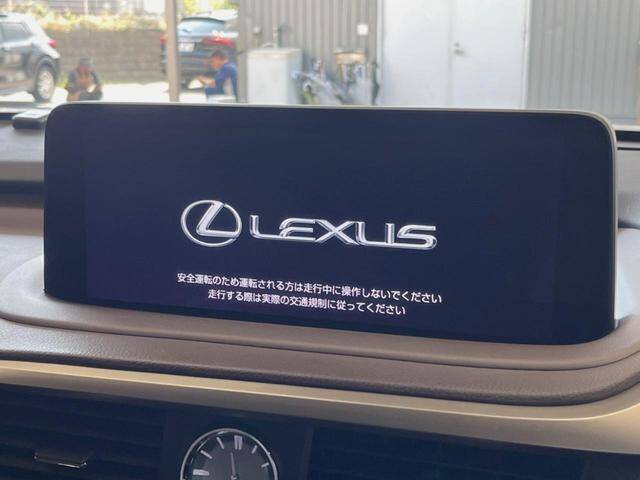 LEXUS
安全運転のため運転される方は走行中に操作しないでください
走行する際は実際の交通規制に従ってください